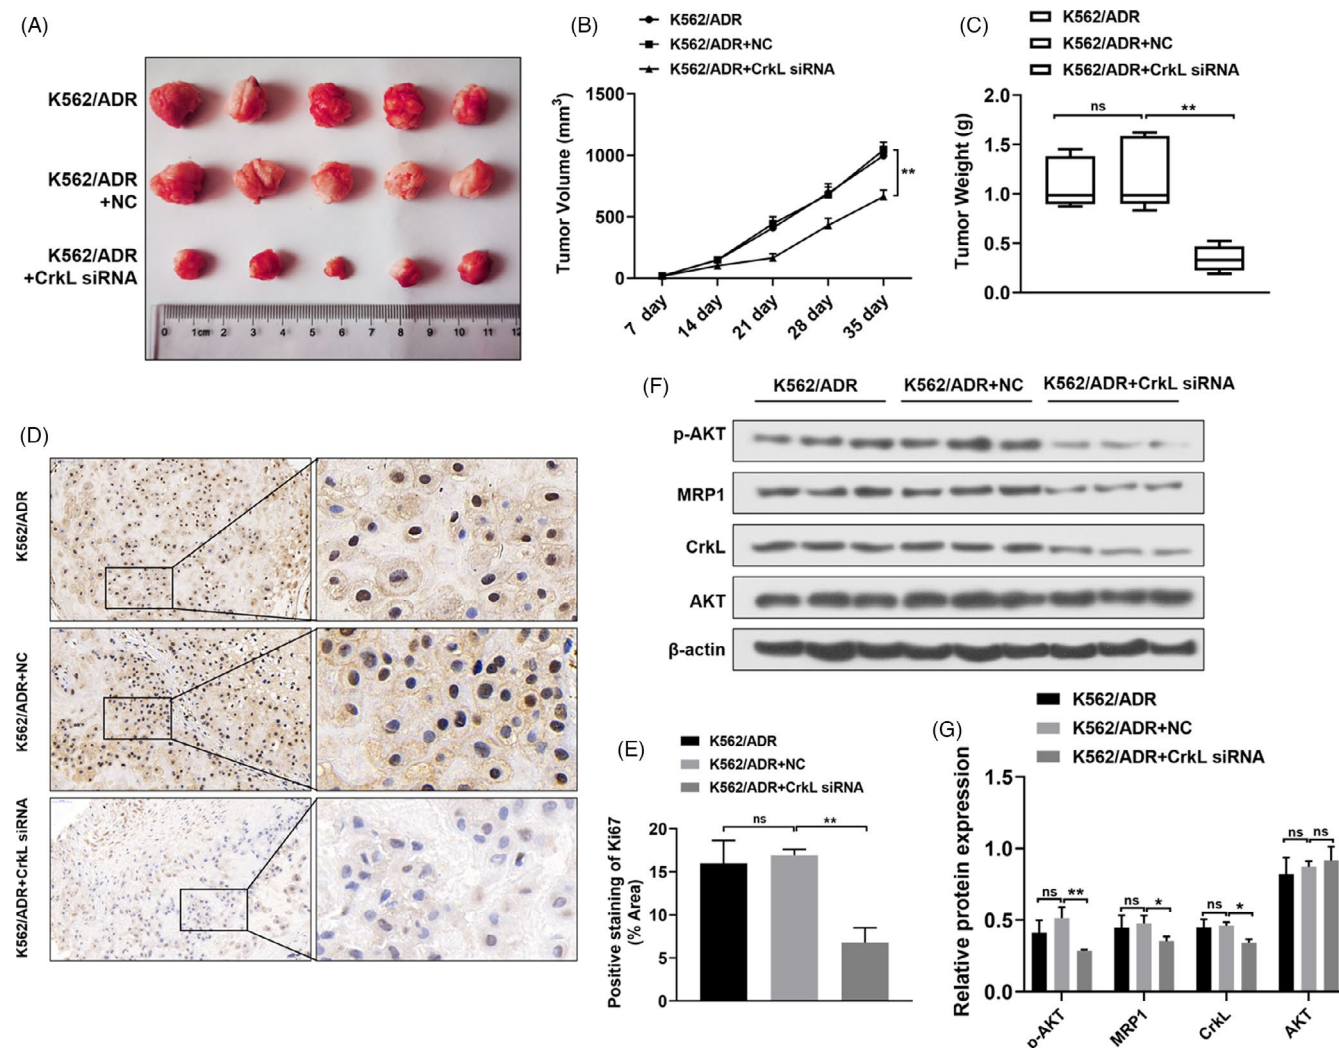 (A)
K562/ADR
K562/ADR
+NC
K562/ADR
+CrkL siRNA
0 1cm 2 3 4 5 6 7 8 9 10 11 12
(B)
K562/ADR
K562/ADR+NC
K562/ADR+CrkL siRNA
Tumor Volume (mm³)
1500
1000
500
0
**
7 day
14 day
21 day
28 day
35 day
(C)
K562/ADR
K562/ADR+NC
K562/ADR+CrkL siRNA
Tumor Weight (g)
2.0
1.5
1.0
0.5
0.0
ns
**
(D)
K562/ADR
K562/ADR+NC
K562/ADR+CrkL siRNA
(F)
K562/ADR
K562/ADR+NC
K562/ADR+CrkL siRNA
p-AKT
MRP1
CrkL
AKT
β-actin
(E)
K562/ADR
K562/ADR+NC
K562/ADR+CrkL siRNA
Positive staining of Ki67
(% Area)
20
15
10
5
0
ns
**
(G)
K562/ADR
K562/ADR+NC
K562/ADR+CrkL siRNA
Relative protein expression
1.5
1.0
0.5
0.0
ns **
ns *
ns *
ns ns
p-AKT
MRP1
CrkL
AKT